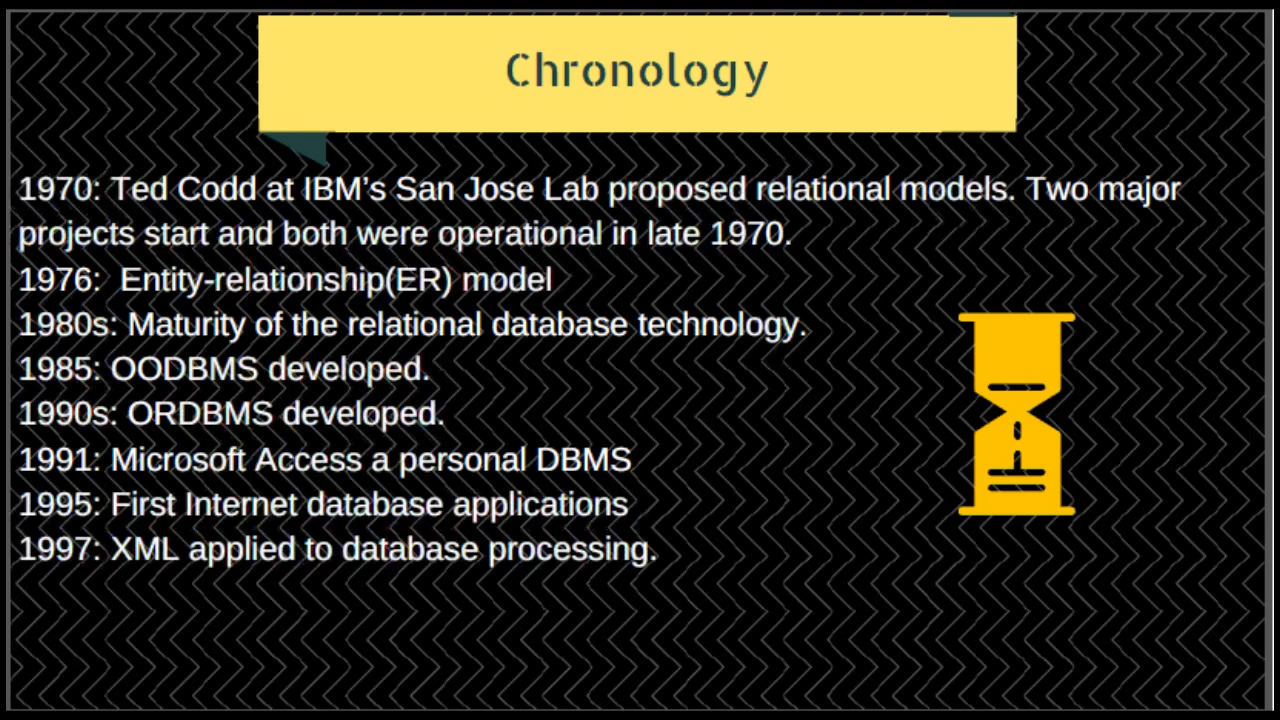 Chronology
1970: Ted Codd at IBM’s San Jose Lab proposed relational models. Two major
projects start and both were operational in late 1970.
1976:  Entity-relationship(ER) model
1980s: Maturity of the relational database technology.
1985: OODBMS developed.
1990s: ORDBMS developed.
1991: Microsoft Access a personal DBMS
1995: First Internet database applications
1997: XML applied to database processing.